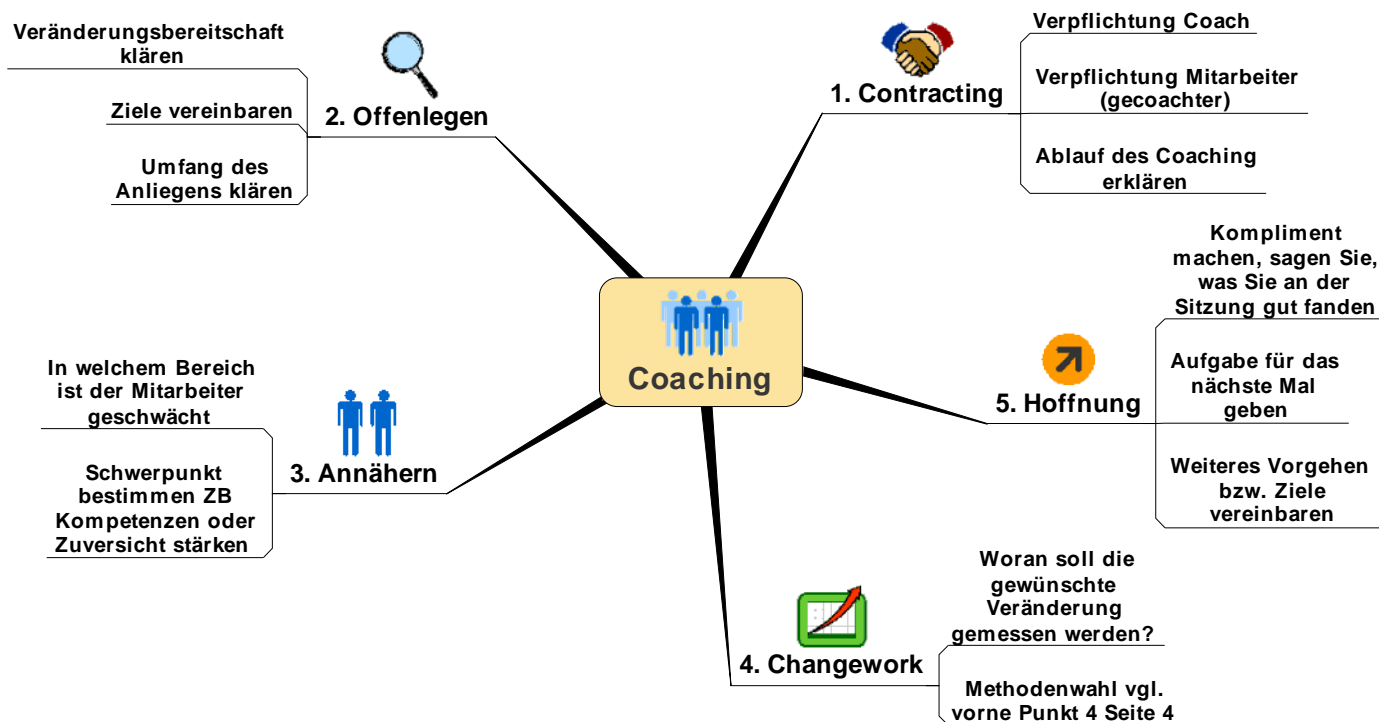 Coaching
1. Contracting
Verpflichtung Coach
Verpflichtung Mitarbeiter
(gecoachter)
Ablauf des Coaching
erklären
2. Offenlegen
Veränderungsbereitschaft
klären
Ziele vereinbaren
Umfang des
Anliegens klären
3. Annähern
In welchem Bereich
ist der Mitarbeiter
geschwächt
Schwerpunkt
bestimmen ZB
Kompetenzen oder
Zuversicht stärken
4. Changework
Woran soll die
gewünschte
Veränderung
gemessen werden?
Methodenwahl vgl.
vorne Punkt 4 Seite 4
5. Hoffnung
Kompliment
machen, sagen Sie,
was Sie an der
Sitzung gut fanden
Aufgabe für das
nächste Mal
geben
Weiteres Vorgehen
bzw. Ziele
vereinbaren